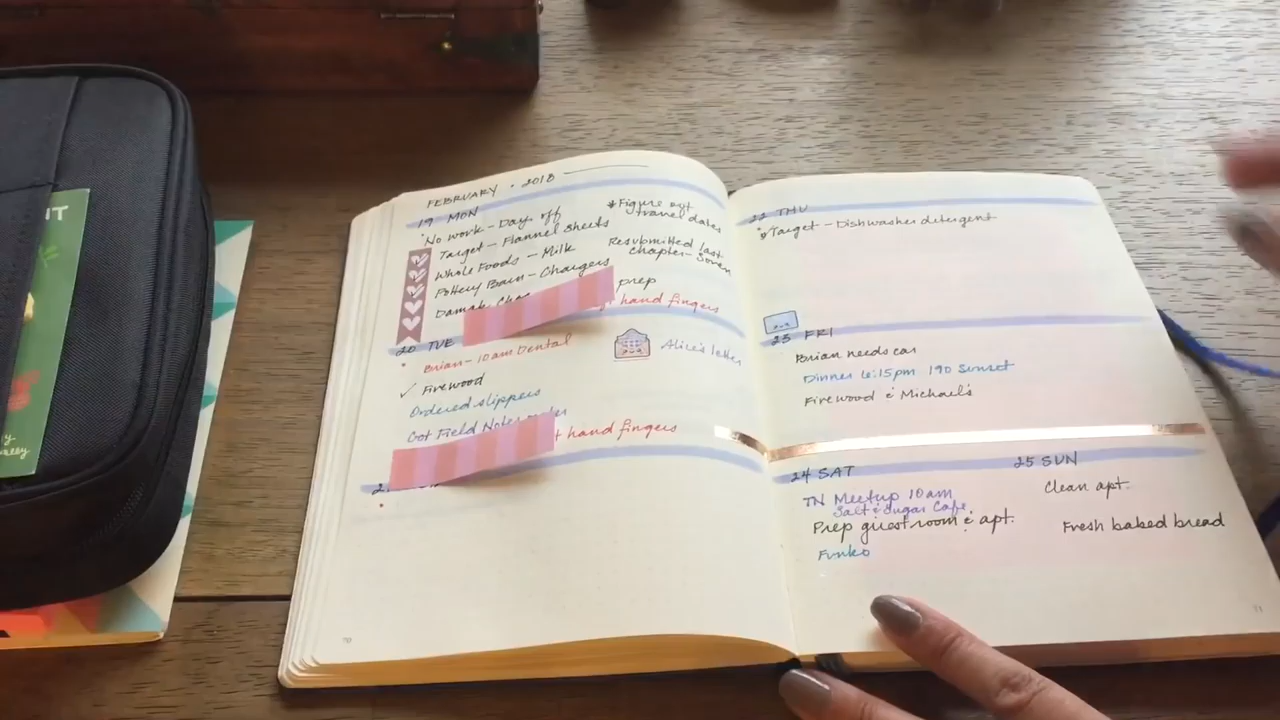 FEBRUARY • 2018
19 MON
No work - Day off
Target - Flannel Sheets
Whole Foods - Milk
Pottery Barn - Chargers
Damask
*Figure out
travel dates
Resubmitted last
chapter - Seven
prep
hand fingers
20 TUE
Brian - 10am Dental
✓ Firewood
Ordered slippers
Got Field Notes
hand fingers
Alice's letter
22 THU
Target - Dishwasher detergent
23 FRI
Brian needs car
Dinner 6:15pm 190 Sunset
Firewood & Michael's
24 SAT
TN Meetup 10am
Salt & Sugar Cafe
Prep guest room & apt.
Funko
25 SUN
Clean apt.
Fresh baked bread
70
71